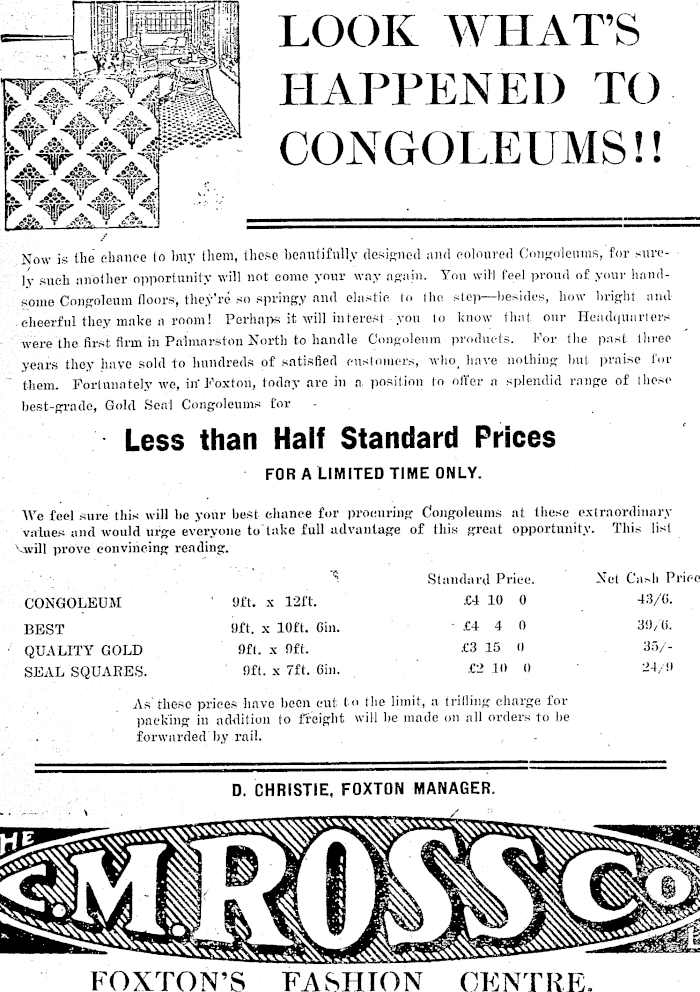 LOOK WHAT'S
HAPPENED TO
CONGOLEUMS!!
Now is the chance to buy them, these beautifully designed and coloured Congoleums, for sure-
ly such another opportunity will not come your way again. You will feel proud of your hand-
some Congoleum floors, they're so springy and elastic to the step—besides, how bright and
cheerful they make a room! Perhaps it will interest you to know that our Headquarters
were the first firm in Palmarston North to handle Congoleum products. For the past three
years they have sold to hundreds of satisfied customers, who have nothing but praise for
them. Fortunately we, in Foxton, today are in a position to offer a splendid range of these
best-grade, Gold Seal Congoleums for
Less than Half Standard Prices
FOR A LIMITED TIME ONLY.
We feel sure this will be your best chance for procuring Congoleums at these extraordinary
values and would urge everyone to take full advantage of this great opportunity. This list
will prove convincing reading.
Standard Price. Net Cash Price
CONGOLEUM 9ft. x 12ft. £4 10 0 43/6.
BEST 9ft. x 10ft. 6in. £4 4 0 39/6.
QUALITY GOLD 9ft. x 9ft. £3 15 0 35/-
SEAL SQUARES. 9ft. x 7ft. 6in. £2 10 0 24/9
As these prices have been cut to the limit, a trifling charge for
packing in addition to freight will be made on all orders to be
forwarded by rail.
D. CHRISTIE, FOXTON MANAGER.
THE
C.M. ROSS Co
FOXTON'S FASHION CENTRE.